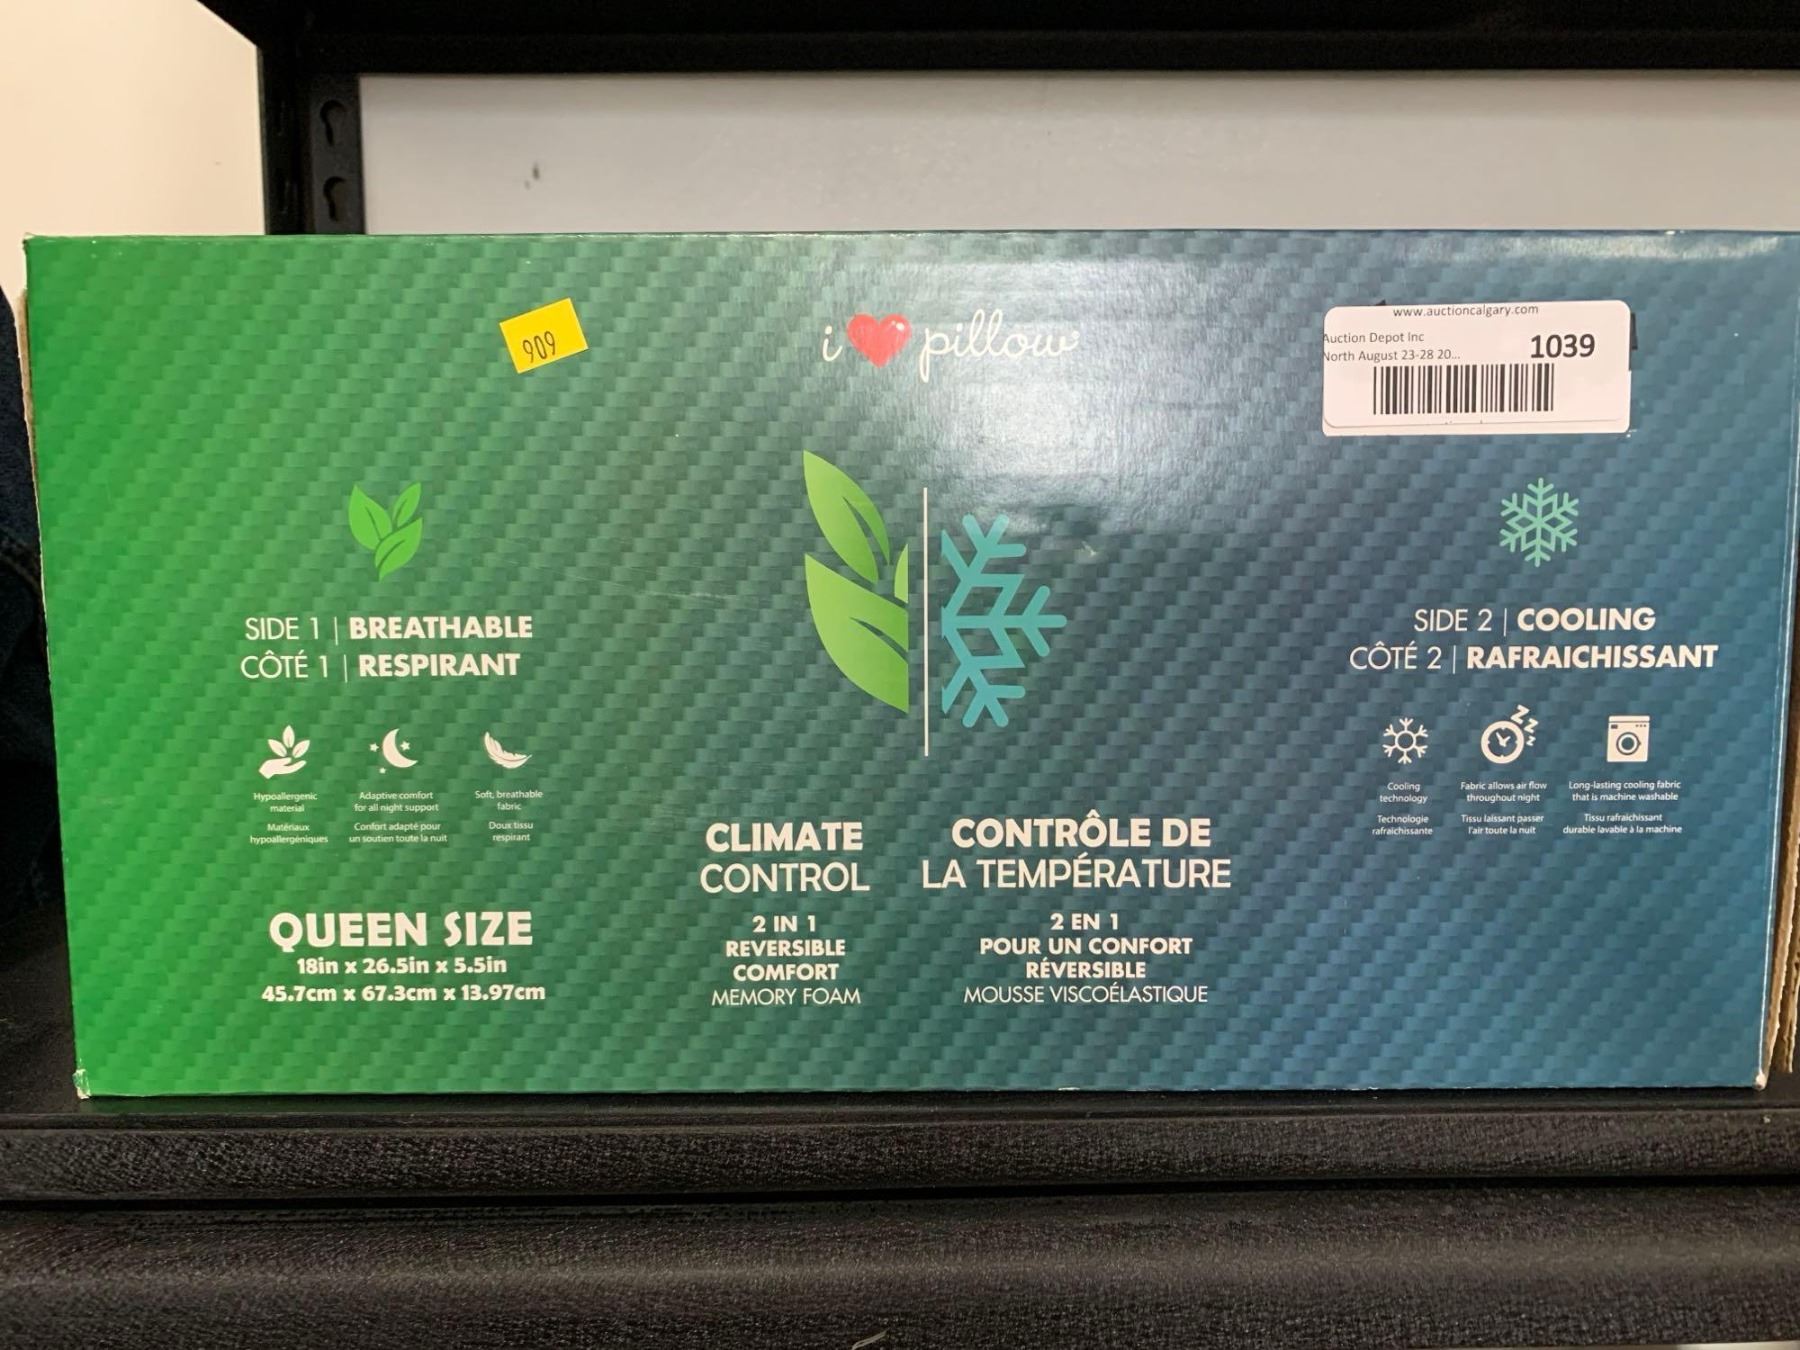 909
i ❤ pillow
www.auctioncalgary.com
Auction Depot Inc
North August 23-28 20...
1039
SIDE 1 | BREATHABLE
CÔTÉ 1 | RESPIRANT
Hypoallergenic
material
Matériaux
hypoallergéniques
Adaptive comfort
for all night support
Confort adapté pour
un soutien toute la nuit
Soft, breathable
fabric
Doux tissu
respirant
QUEEN SIZE
18in x 26.5in x 5.5in
45.7cm x 67.3cm x 13.97cm
CLIMATE
CONTROL
2 IN 1
REVERSIBLE
COMFORT
MEMORY FOAM
CONTRÔLE DE
LA TEMPÉRATURE
2 EN 1
POUR UN CONFORT
RÉVERSIBLE
MOUSSE VISCOÉLASTIQUE
SIDE 2 | COOLING
CÔTÉ 2 | RAFRAICHISSANT
Cooling
technology
Technologie
rafraichissante
ZZZZ
Fabric allows air flow
throughout night
Tissu laissant passer
l'air toute la nuit
Long-lasting cooling fabric
that is machine washable
Tissu rafraichissant
durable lavable à la machine